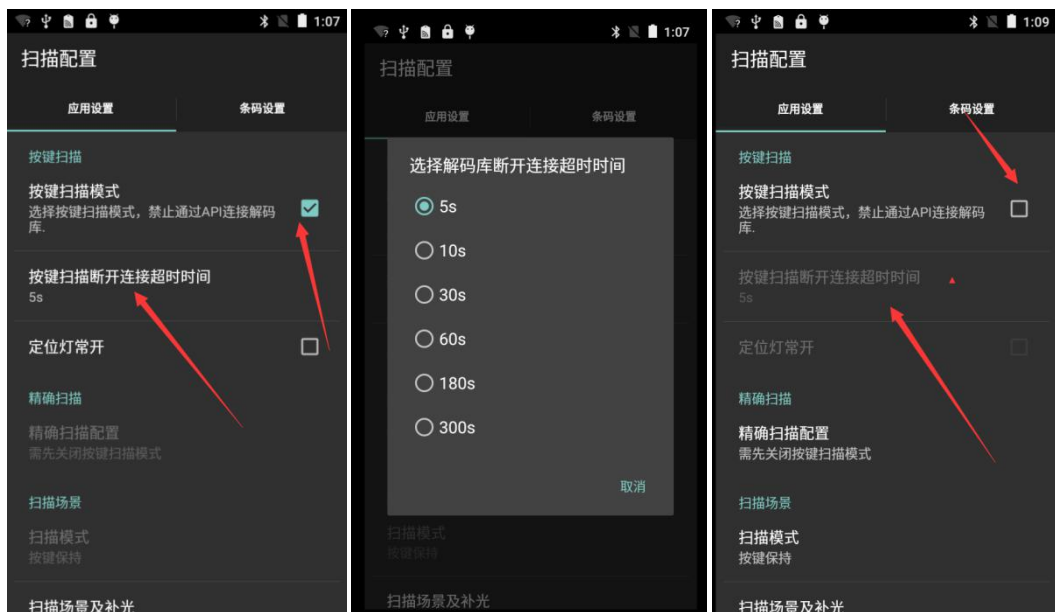 1:07
扫描配置
应用设置 条码设置
按键扫描
按键扫描模式
选择按键扫描模式，禁止通过API连接解码
库.
按键扫描断开连接超时时间
5s
定位灯常开
精确扫描
精确扫描配置
需先关闭按键扫描模式
扫描场景
扫描模式
按键保持
扫描场景及补光
1:07
扫描配置
应用设置 条码设置
选择解码库断开连接超时时间
5s
10s
30s
60s
180s
300s
取消
扫描模式
按键保持
扫描场景及补光
1:09
扫描配置
应用设置 条码设置
按键扫描
按键扫描模式
选择按键扫描模式，禁止通过API连接解码
库.
按键扫描断开连接超时时间
5s
定位灯常开
精确扫描
精确扫描配置
需先关闭按键扫描模式
扫描场景
扫描模式
按键保持
扫描场景及补光